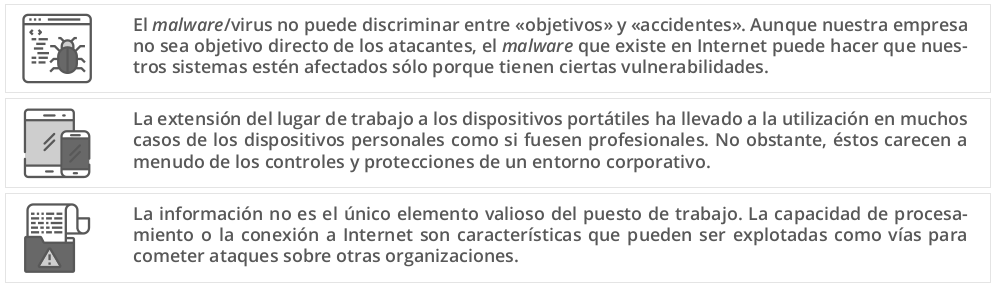 El malware/virus no puede discriminar entre «objetivos» y «accidentes». Aunque nuestra empresa
no sea objetivo directo de los atacantes, el malware que existe en Internet puede hacer que nues-
tros sistemas estén afectados sólo porque tienen ciertas vulnerabilidades.
La extensión del lugar de trabajo a los dispositivos portátiles ha llevado a la utilización en muchos
casos de los dispositivos personales como si fuesen profesionales. No obstante, éstos carecen a
menudo de los controles y protecciones de un entorno corporativo.
La información no es el único elemento valioso del puesto de trabajo. La capacidad de procesa-
miento o la conexión a Internet son características que pueden ser explotadas como vías para
cometer ataques sobre otras organizaciones.